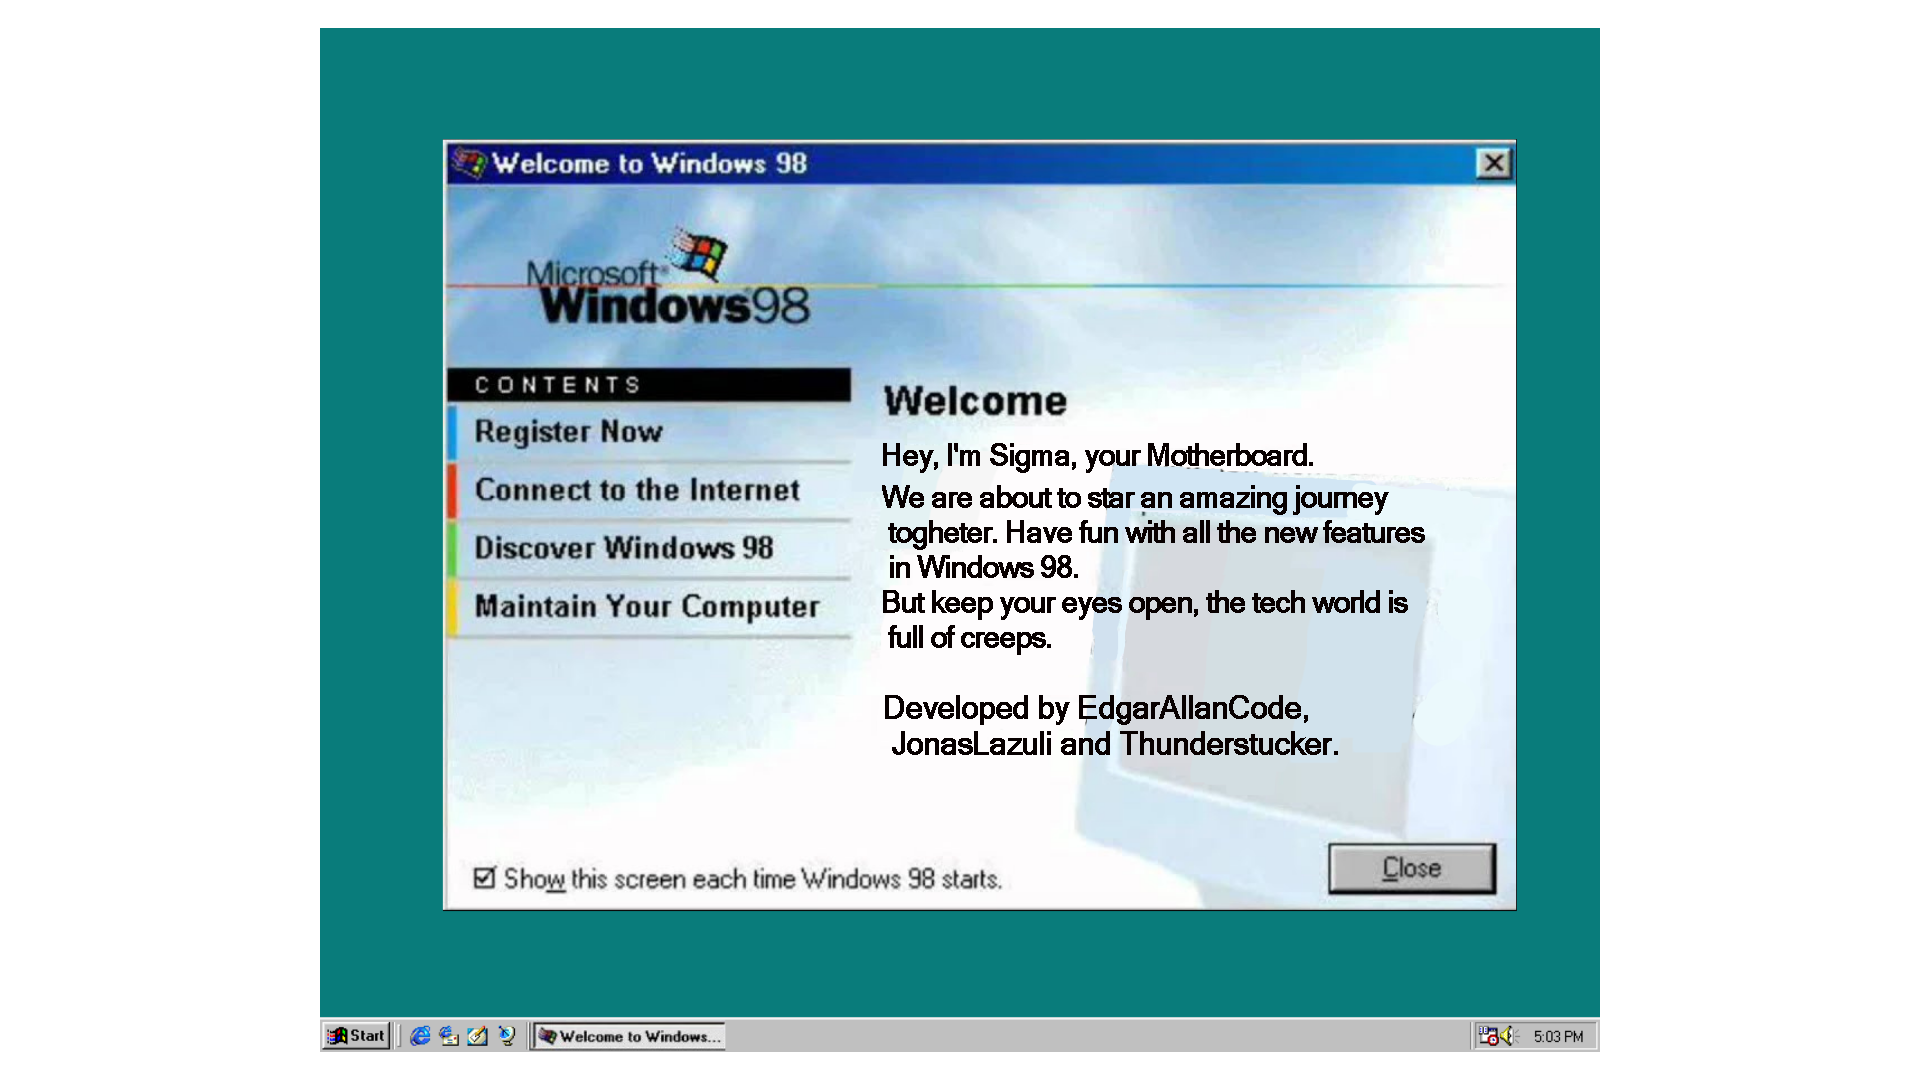 Welcome to Windows 98
Microsoft®
Windows 98
CONTENTS
Register Now
Connect to the Internet
Discover Windows 98
Maintain Your Computer
Welcome
Hey, I'm Sigma, your Motherboard.
We are about to star an amazing journey
togheter. Have fun with all the new features
in Windows 98.
But keep your eyes open, the tech world is
full of creeps.
Developed by EdgarAllanCode,
JonasLazuli and Thunderstucker.
Show this screen each time Windows 98 starts.
Close
Start
Welcome to Windows...
5:03 PM